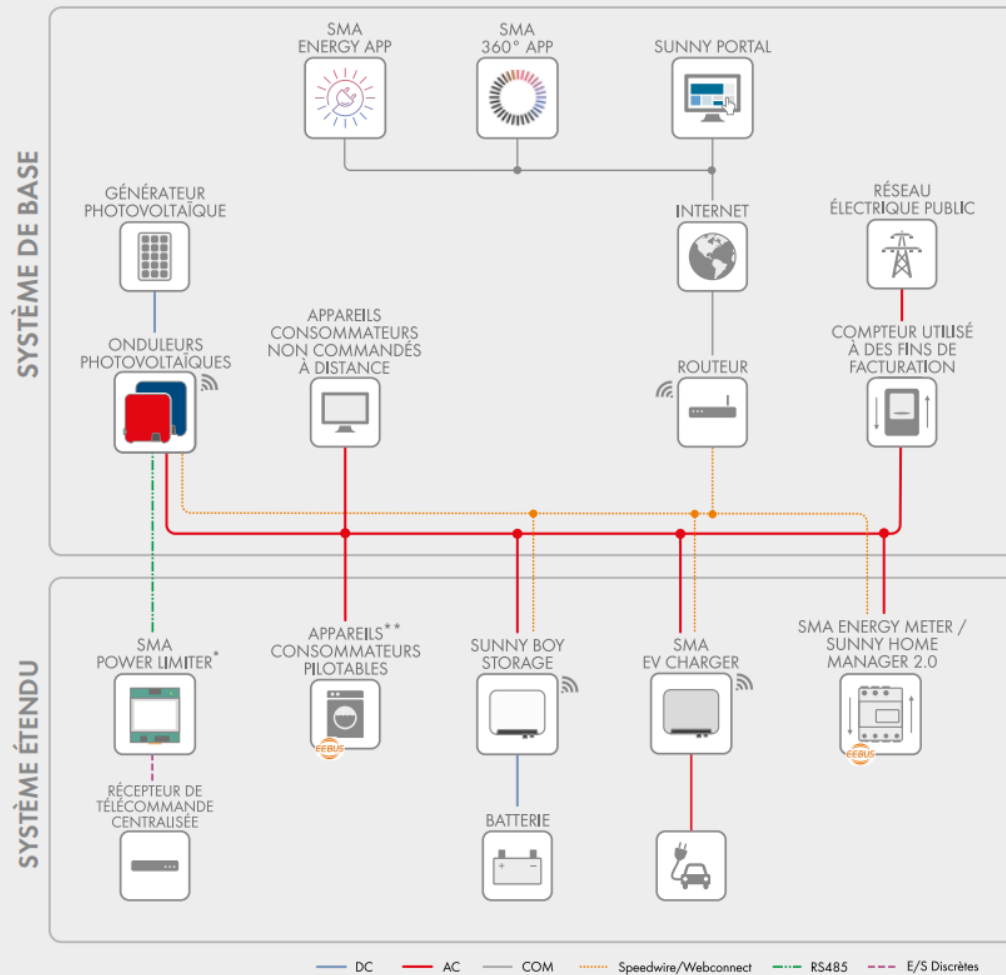 SYSTÈME DE BASE
SMA
ENERGY APP
SMA
360° APP
SUNNY PORTAL
GÉNÉRATEUR
PHOTOVOLTAÏQUE
INTERNET
RÉSEAU
ÉLECTRIQUE PUBLIC
ONDULEURS
PHOTOVOLTAÏQUES
APPAREILS
CONSOMMATEURS
NON COMMANDÉS
À DISTANCE
ROUTEUR
COMPTEUR UTILISÉ
À DES FINS DE
FACTURATION
SYSTÈME ÉTENDU
SMA
POWER LIMITER*
APPAREILS**
CONSOMMATEURS
PILOTABLES
EEBUS
SUNNY BOY
STORAGE
SMA
EV CHARGER
SMA ENERGY METER /
SUNNY HOME
MANAGER 2.0
EEBUS
RÉCEPTEUR DE
TÉLÉCOMMANDE
CENTRALISÉE
BATTERIE
+ −
DC
AC
COM
Speedwire/Webconnect
RS485
E/S Discrètes